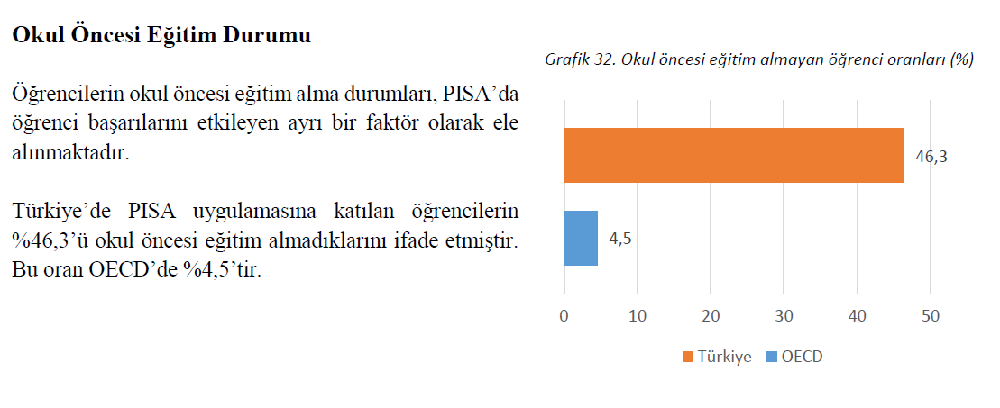 Okul Öncesi Eğitim Durumu
Öğrencilerin okul öncesi eğitim alma durumları, PISA’da
öğrenci başarılarını etkileyen ayrı bir faktör olarak ele
alınmaktadır.
Türkiye’de PISA uygulamasına katılan öğrencilerin
%46,3’ü okul öncesi eğitim almadıklarını ifade etmiştir.
Bu oran OECD’de %4,5’tir.
Grafik 32. Okul öncesi eğitim almayan öğrenci oranları (%)
46,3
4,5
0 10 20 30 40 50
Türkiye OECD